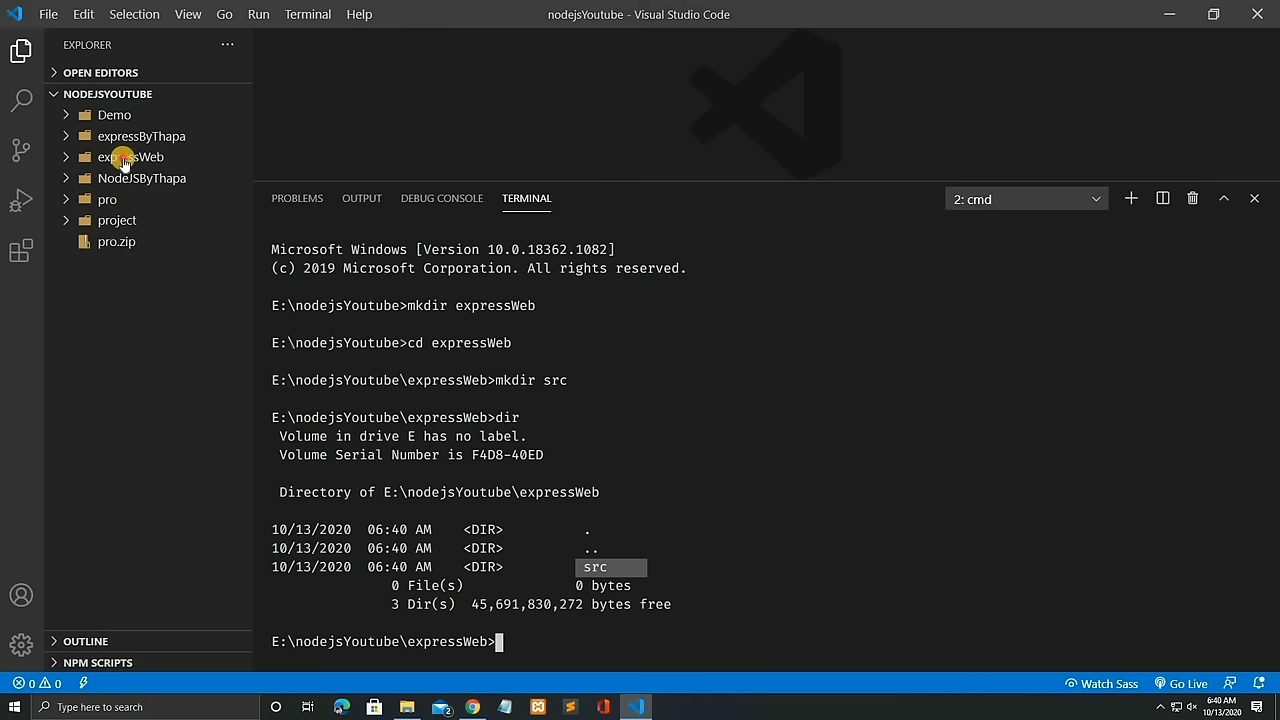 File Edit Selection View Go Run Terminal Help
nodejsYoutube - Visual Studio Code
EXPLORER
OPEN EDITORS
NODEJSYOUTUBE
Demo
expressByThapa
expressWeb
NodeJSByThapa
pro
project
pro.zip
OUTLINE
NPM SCRIPTS
PROBLEMS OUTPUT DEBUG CONSOLE TERMINAL
2: cmd
Microsoft Windows [Version 10.0.18362.1082]
(c) 2019 Microsoft Corporation. All rights reserved.
E:\nodejsYoutube>mkdir expressWeb
E:\nodejsYoutube>cd expressWeb
E:\nodejsYoutube\expressWeb>mkdir src
E:\nodejsYoutube\expressWeb>dir
Volume in drive E has no label.
Volume Serial Number is F4D8-40ED
Directory of E:\nodejsYoutube\expressWeb
10/13/2020 06:40 AM <DIR> .
10/13/2020 06:40 AM <DIR> ..
10/13/2020 06:40 AM <DIR> src
0 File(s) 0 bytes
3 Dir(s) 45,691,830,272 bytes free
E:\nodejsYoutube\expressWeb>
0 0
Watch Sass Go Live
Type here to search
2
6:40 AM
10/13/2020